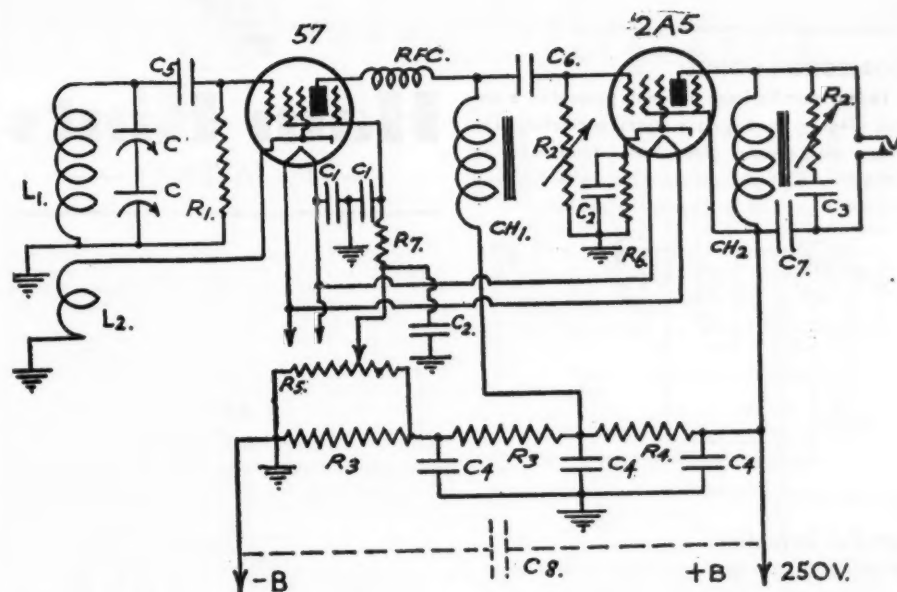 57
2A5
C5
RFC.
C6.
R2.
C
L1.
C
R1.
C1
C1
R2
C2
R6.
CH1.
CH2
C3
C7.
R7.
C2
L2.
R5.
R3
C4
R3
C4
R4.
C4
C8.
-B
+B
250V.